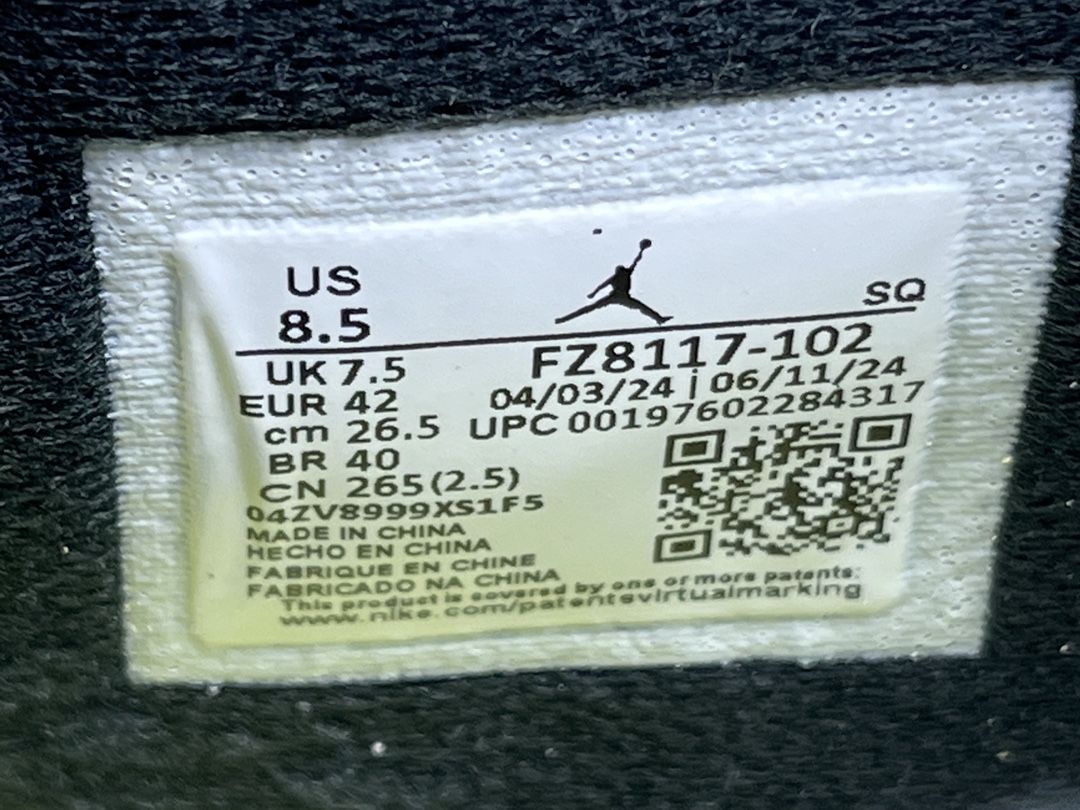 US
8.5
SQ
UK 7.5
FZ8117-102
EUR 42
04/03/24 | 06/11/24
cm 26.5
UPC 00197602284317
BR 40
CN 265(2.5)
04ZV8999XS1F5
MADE IN CHINA
HECHO EN CHINA
FABRIQUE EN CHINE
FABRICADO NA CHINA
This product is covered by one or more patents:
www.nike.com/patentsvirtualmarking